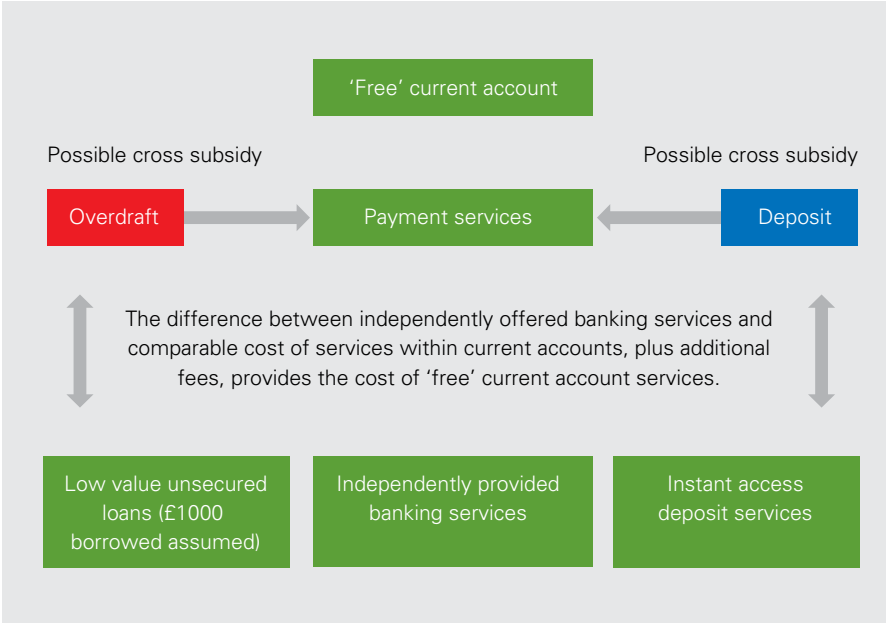 ‘Free’ current account
Possible cross subsidy
Possible cross subsidy
Overdraft
Payment services
Deposit
The difference between independently offered banking services and
comparable cost of services within current accounts, plus additional
fees, provides the cost of ‘free’ current account services.
Low value unsecured
loans (£1000
borrowed assumed)
Independently provided
banking services
Instant access
deposit services